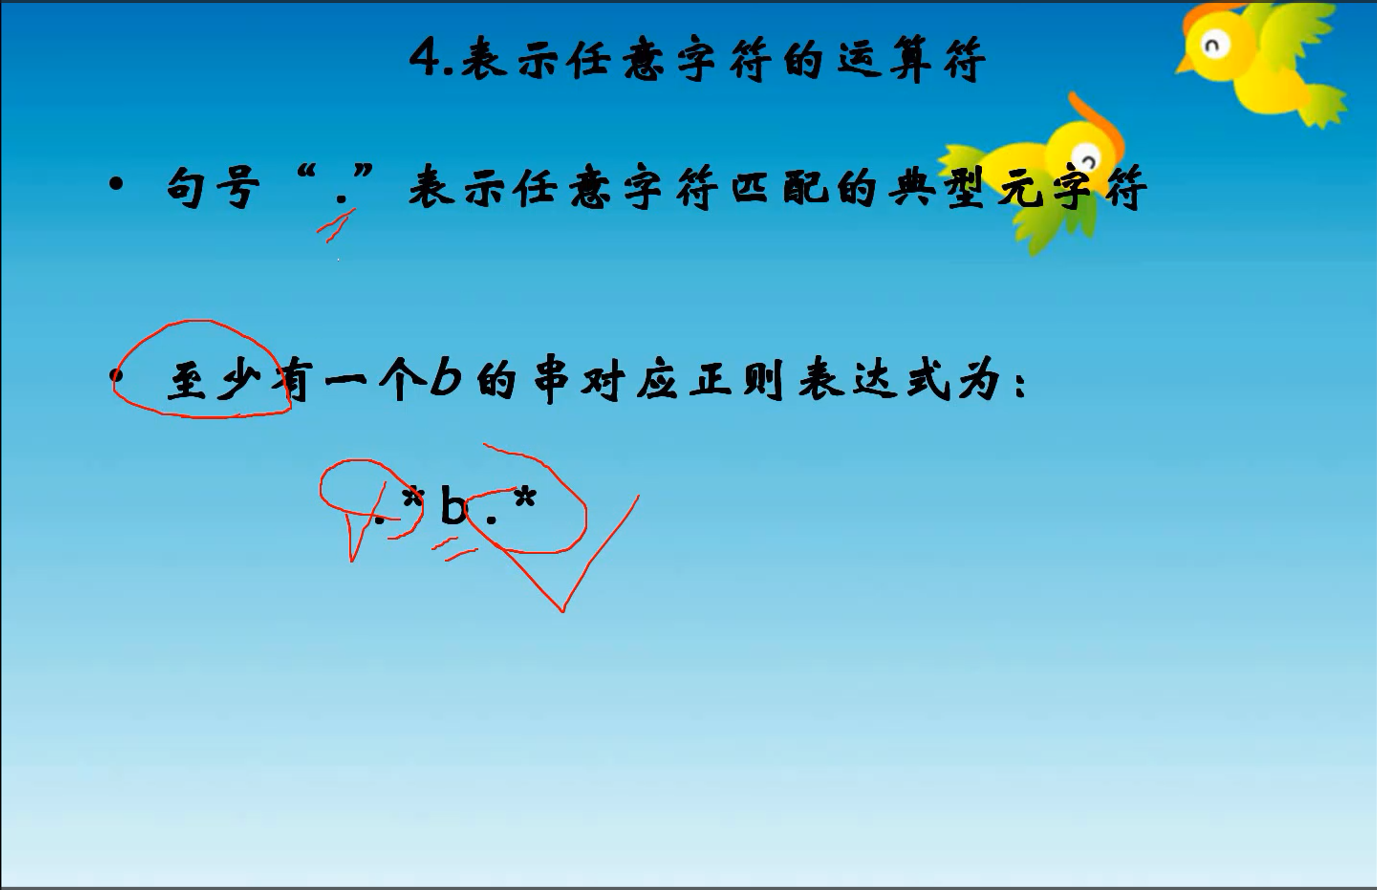 4.表示任意字符的运算符
• 句号“.”表示任意字符匹配的典型元字符
• 至少有一个b的串对应正则表达式为：
.*b.*